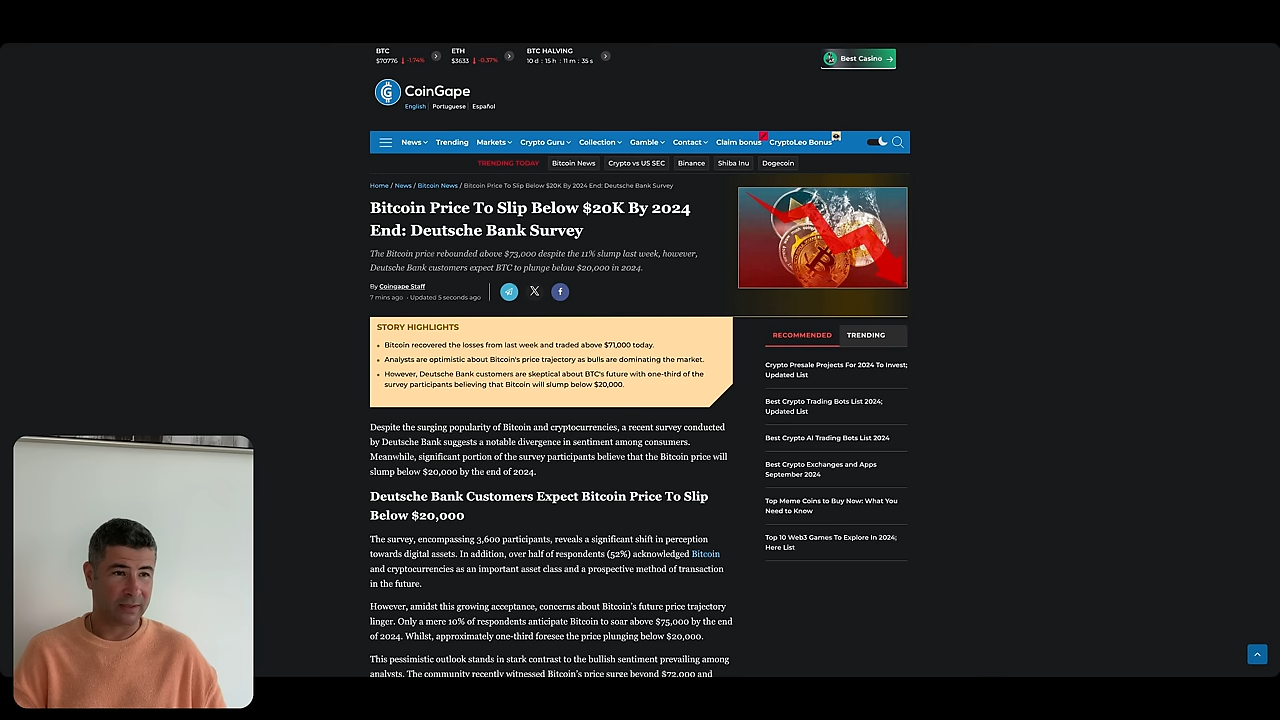 BTC
$70776 -1.74%
ETH
$3633 -0.37%
BTC HALVING
10 d : 15 h : 11 m : 35 s
Best Casino →
CoinGape
English | Portuguese | Español
News Trending Markets Crypto Guru Collection Gamble Contact Claim bonus CryptoLeo Bonus
TRENDING TODAY Bitcoin News Crypto vs US SEC Binance Shiba Inu Dogecoin
Home / News / Bitcoin News / Bitcoin Price To Slip Below $20K By 2024 End: Deutsche Bank Survey
Bitcoin Price To Slip Below $20K By 2024
End: Deutsche Bank Survey
The Bitcoin price rebounded above $73,000 despite the 11% slump last week, however,
Deutsche Bank customers expect BTC to plunge below $20,000 in 2024.
By Coingape Staff
7 mins ago • Updated 5 seconds ago
STORY HIGHLIGHTS
• Bitcoin recovered the losses from last week and traded above $71,000 today.
• Analysts are optimistic about Bitcoin's price trajectory as bulls are dominating the market.
• However, Deutsche Bank customers are skeptical about BTC's future with one-third of the
survey participants believing that Bitcoin will slump below $20,000.
Despite the surging popularity of Bitcoin and cryptocurrencies, a recent survey conducted
by Deutsche Bank suggests a notable divergence in sentiment among consumers.
Meanwhile, significant portion of the survey participants believe that the Bitcoin price will
slump below $20,000 by the end of 2024.
Deutsche Bank Customers Expect Bitcoin Price To Slip
Below $20,000
The survey, encompassing 3,600 participants, reveals a significant shift in perception
towards digital assets. In addition, over half of respondents (52%) acknowledged Bitcoin
and cryptocurrencies as an important asset class and a prospective method of transaction
in the future.
However, amidst this growing acceptance, concerns about Bitcoin's future price trajectory
linger. Only a mere 10% of respondents anticipate Bitcoin to soar above $75,000 by the end
of 2024. Whilst, approximately one-third foresee the price plunging below $20,000.
This pessimistic outlook stands in stark contrast to the bullish sentiment prevailing among
analysts. The community recently witnessed Bitcoin's price surge beyond $72,000 and
RECOMMENDED TRENDING
Crypto Presale Projects For 2024 To Invest;
Updated List
Best Crypto Trading Bots List 2024;
Updated List
Best Crypto AI Trading Bots List 2024
Best Crypto Exchanges and Apps
September 2024
Top Meme Coins to Buy Now: What You
Need to Know
Top 10 Web3 Games To Explore In 2024;
Here List